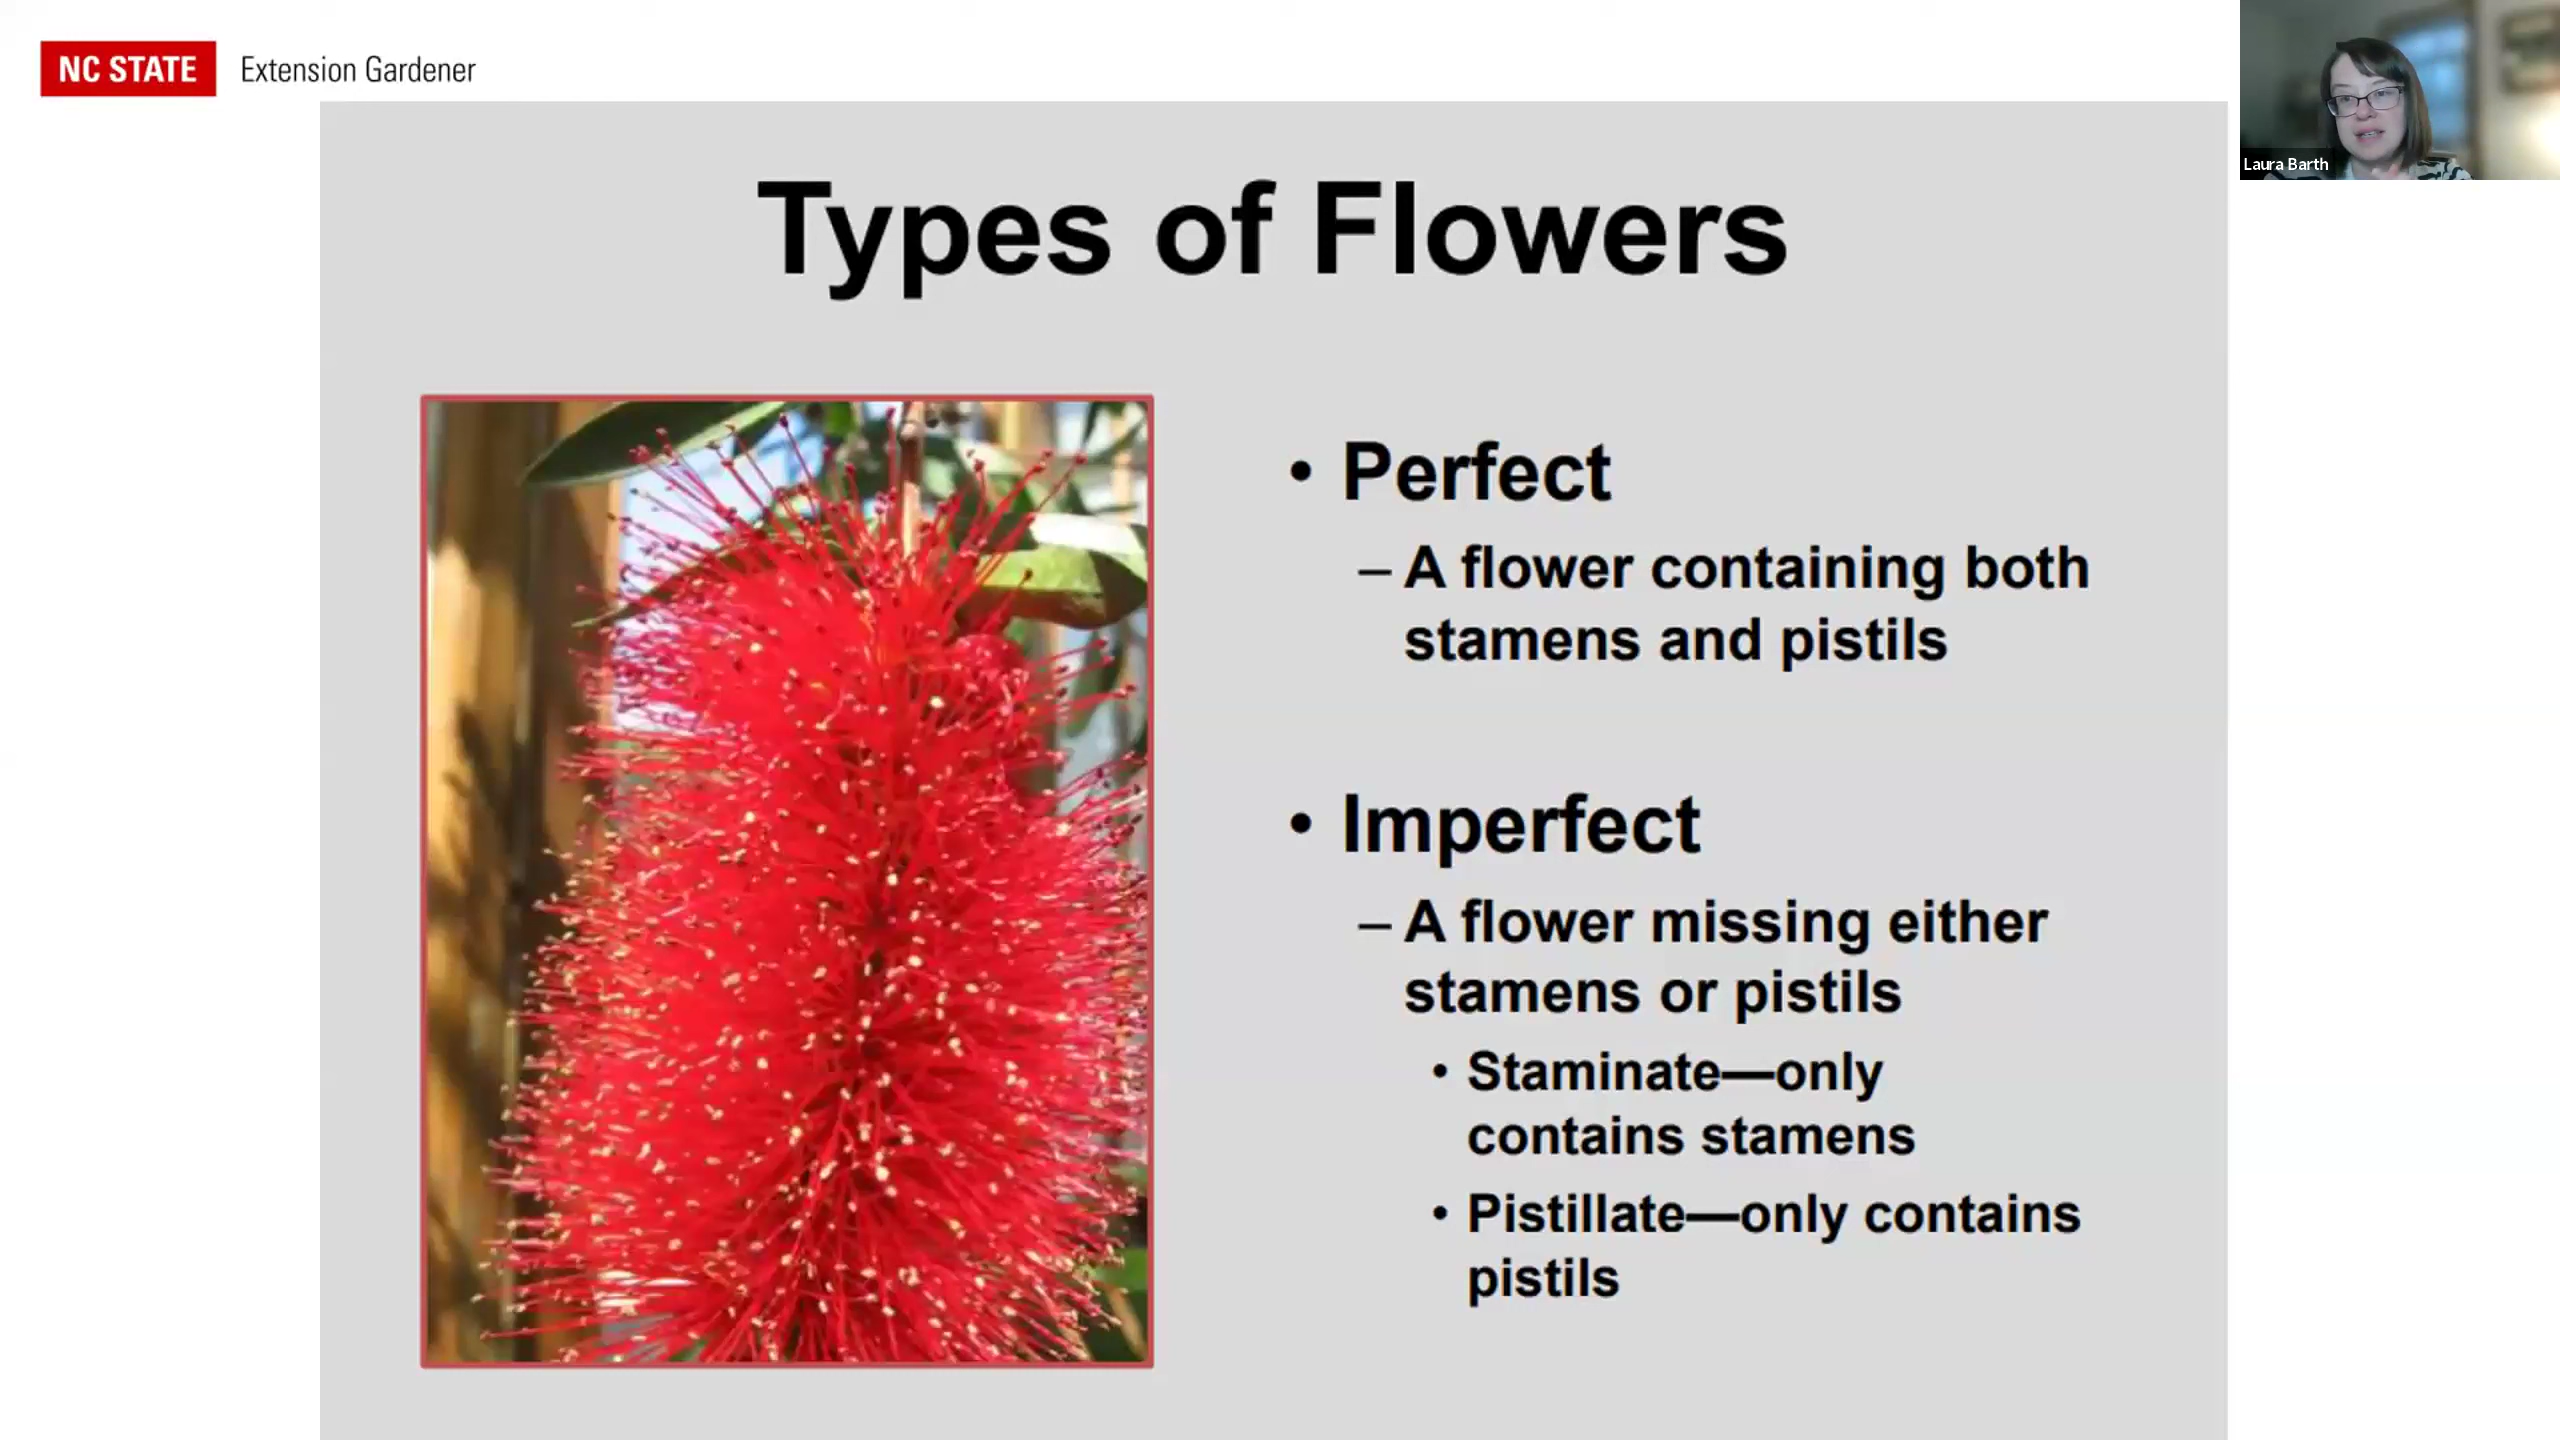 NC STATE Extension Gardener
Laura Barth
Types of Flowers
• Perfect
– A flower containing both
stamens and pistils
• Imperfect
– A flower missing either
stamens or pistils
• Staminate—only
contains stamens
• Pistillate—only contains
pistils